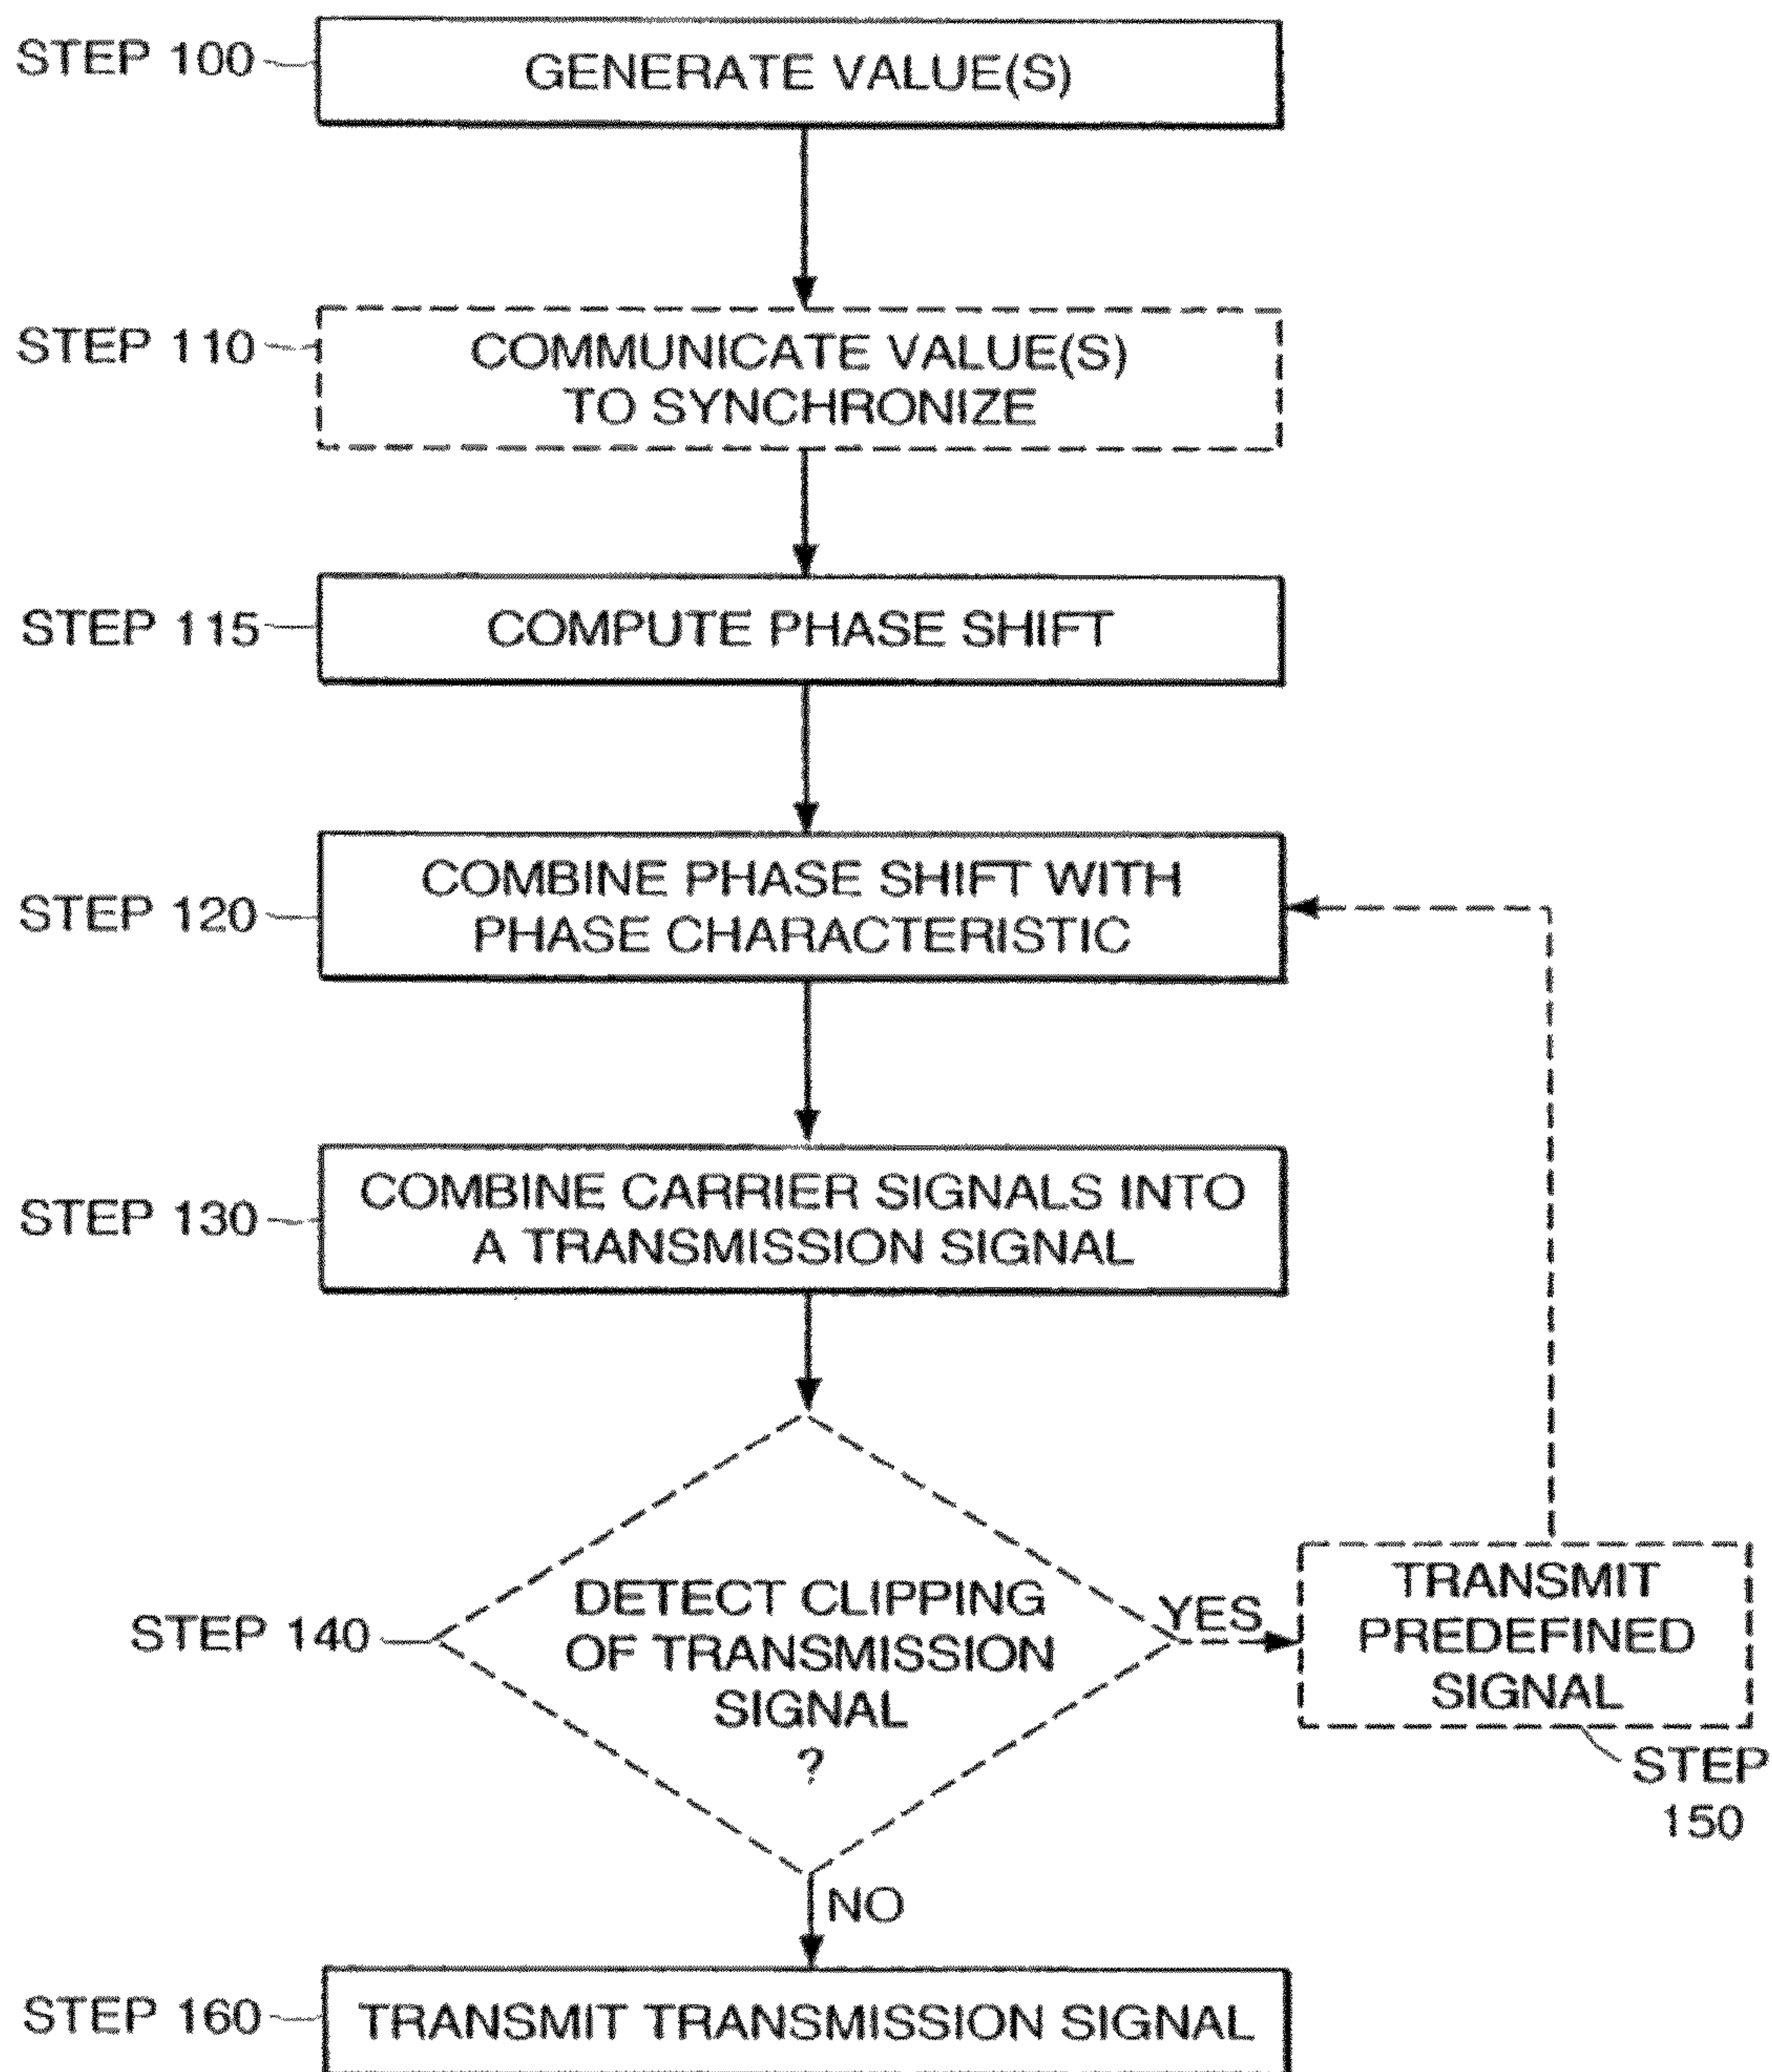 STEP 100
GENERATE VALUE(S)
STEP 110
COMMUNICATE VALUE(S)
TO SYNCHRONIZE
STEP 115
COMPUTE PHASE SHIFT
STEP 120
COMBINE PHASE SHIFT WITH
PHASE CHARACTERISTIC
STEP 130
COMBINE CARRIER SIGNALS INTO
A TRANSMISSION SIGNAL
STEP 140
DETECT CLIPPING
OF TRANSMISSION
SIGNAL
?
YES
TRANSMIT
PREDEFINED
SIGNAL
STEP
150
NO
STEP 160
TRANSMIT TRANSMISSION SIGNAL